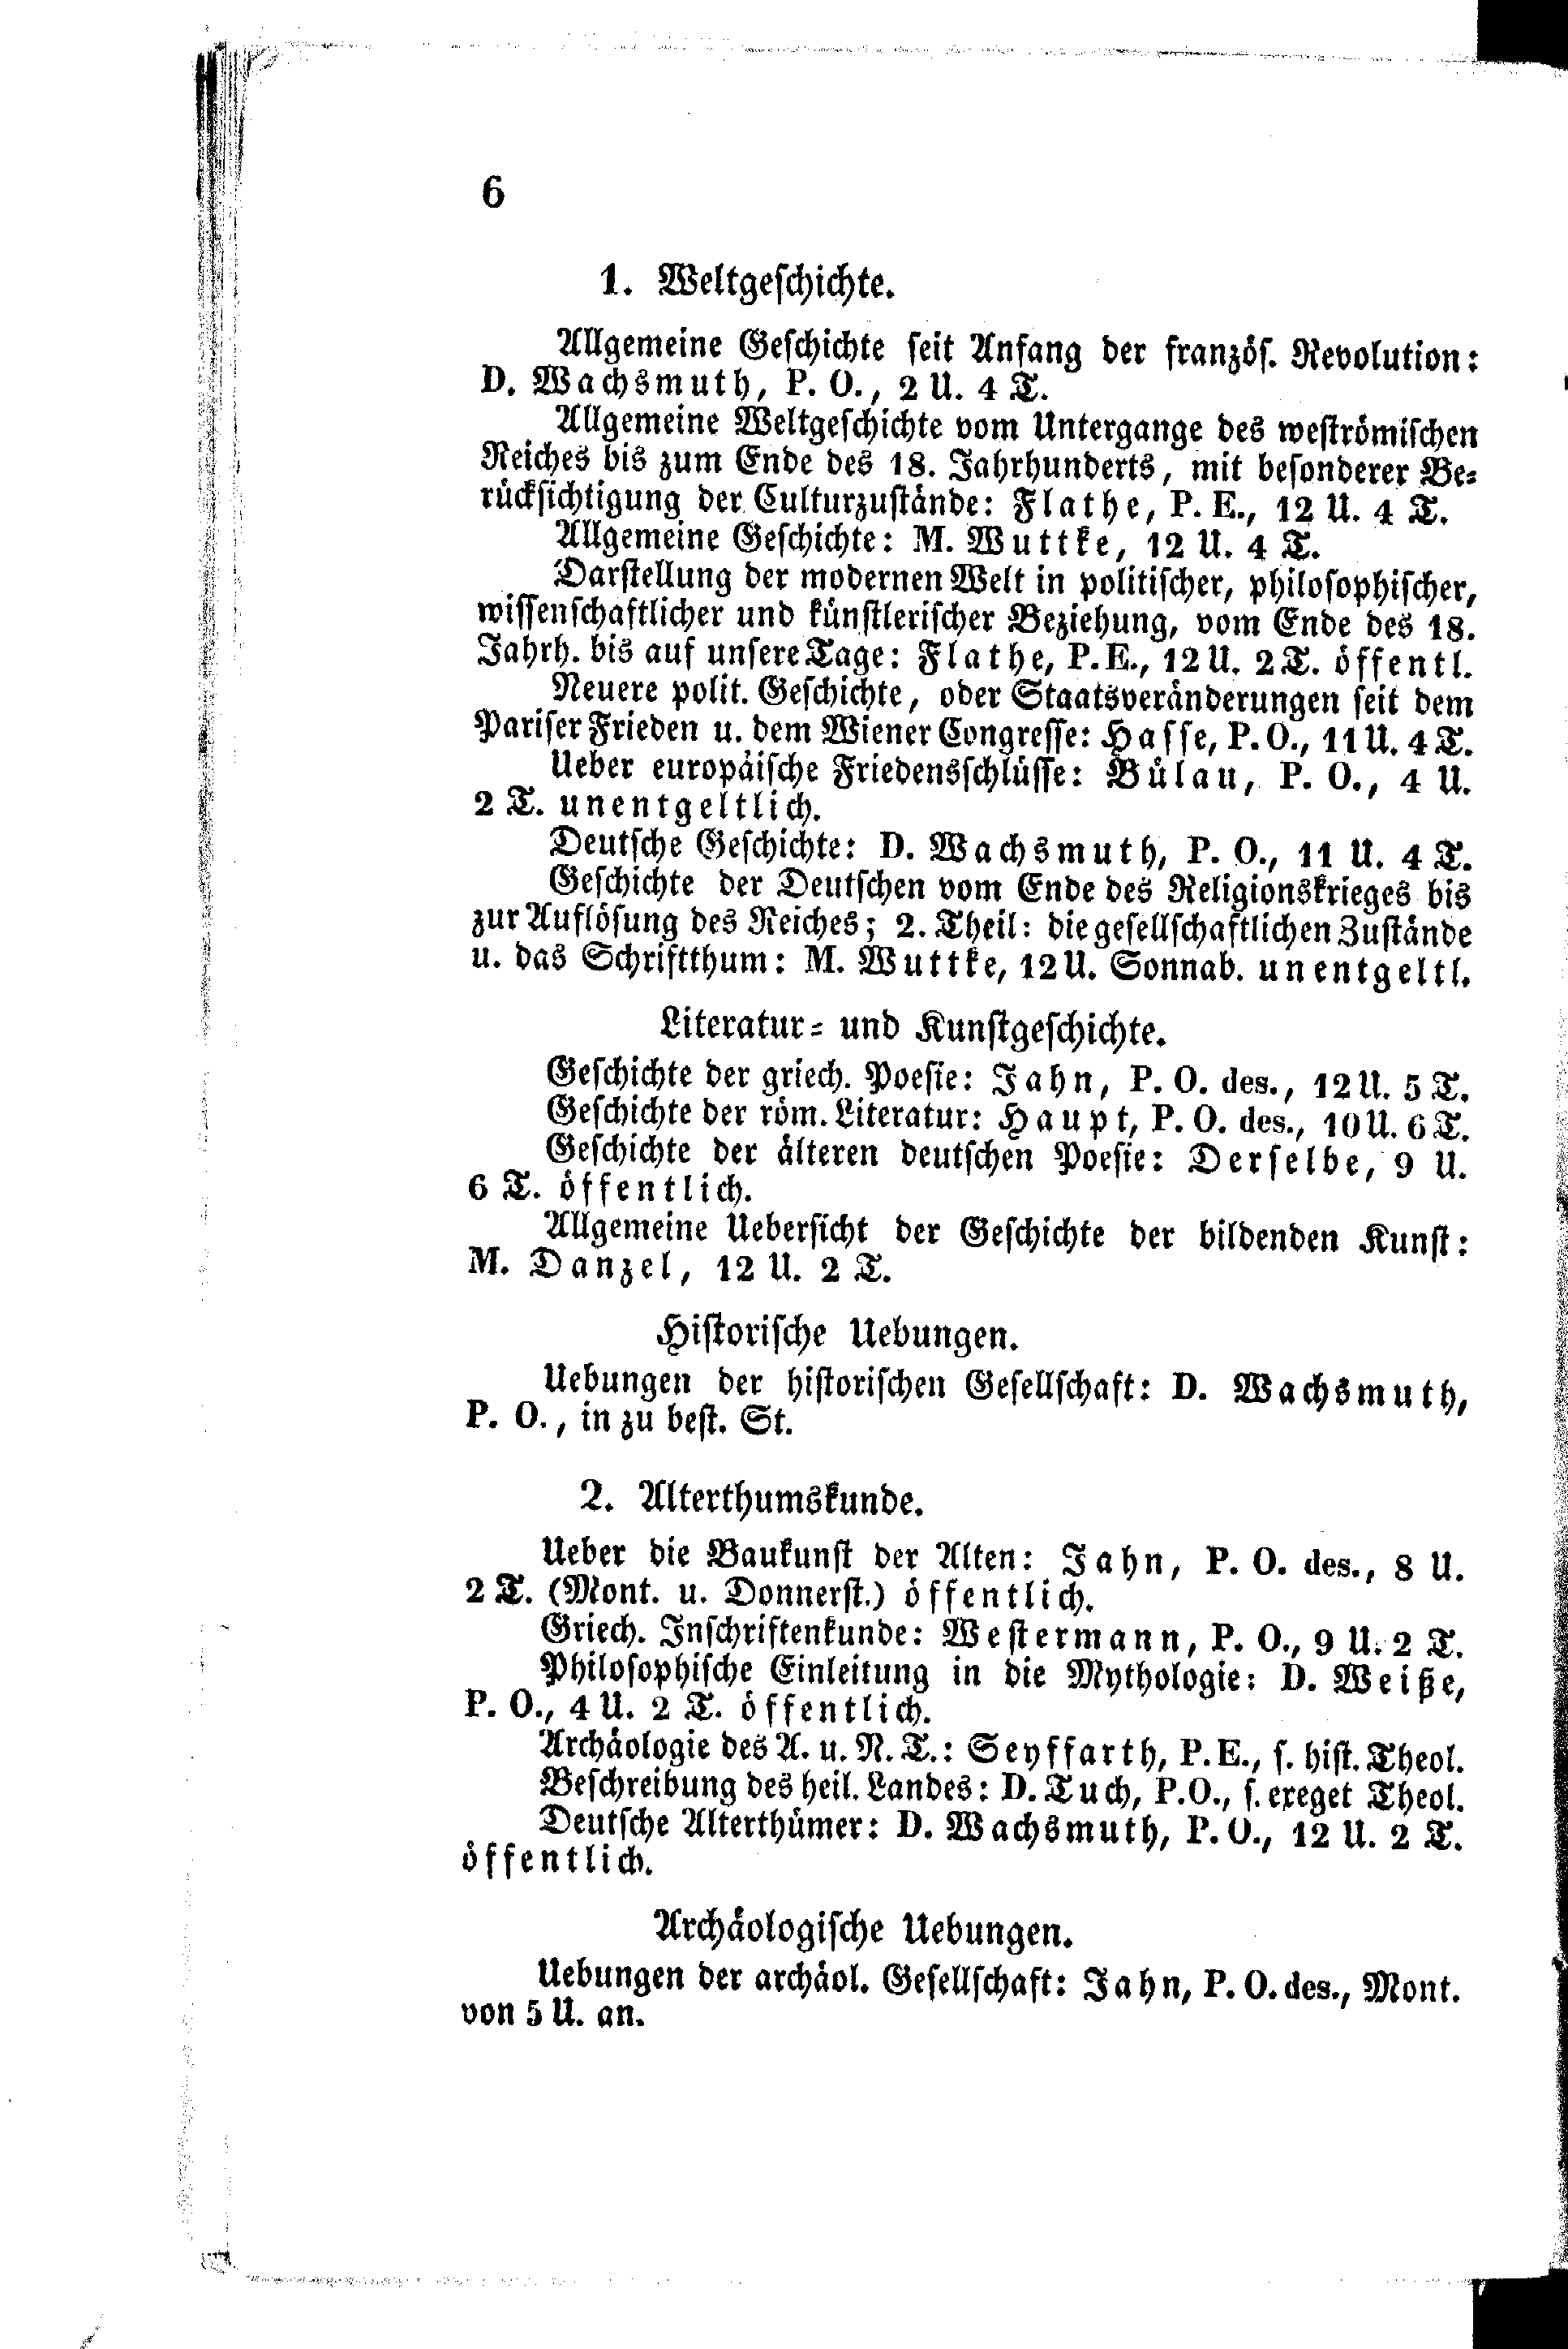 6
1. Weltgeschichte.
Allgemeine Geschichte seit Anfang der französ. Revolution:
D. Wachsmuth, P. O., 2 U. 4 T.
Allgemeine Weltgeschichte vom Untergange des weströmischen
Reiches bis zum Ende des 18. Jahrhunderts, mit besonderer Be-
rücksichtigung der Culturzustände: Flathe, P. E., 12 U. 4 T.
Allgemeine Geschichte: M. Wuttke, 12 U. 4 T.
Darstellung der modernen Welt in politischer, philosophischer,
wissenschaftlicher und künstlerischer Beziehung, vom Ende des 18.
Jahrh. bis auf unsere Tage: Flathe, P. E., 12 U. 2 T. öffentl.
Neuere polit. Geschichte, oder Staatsveränderungen seit dem
Pariser Frieden u. dem Wiener Congresse: Hasse, P. O., 11 U. 4 T.
Ueber europäische Friedensschlüsse: Bülau, P. O., 4 U.
2 T. unentgeltlich.
Deutsche Geschichte: D. Wachsmuth, P. O., 11 U. 4 T.
Geschichte der Deutschen vom Ende des Religionskrieges bis
zur Auflösung des Reiches; 2. Theil: die gesellschaftlichen Zustände
u. das Schriftthum: M. Wuttke, 12 U. Sonnab. unentgeltl.
Literatur- und Kunstgeschichte.
Geschichte der griech. Poesie: Jahn, P. O. des., 12 U. 5 T.
Geschichte der röm. Literatur: Haupt, P. O. des., 10 U. 6 T.
Geschichte der älteren deutschen Poesie: Derselbe, 9 U.
6 T. öffentlich.
Allgemeine Uebersicht der Geschichte der bildenden Kunst:
M. Danzel, 12 U. 2 T.
Historische Uebungen.
Uebungen der historischen Gesellschaft: D. Wachsmuth,
P. O., in zu best. St.
2. Alterthumskunde.
Ueber die Baukunst der Alten: Jahn, P. O. des., 8 U.
2 T. (Mont. u. Donnerst.) öffentlich.
Griech. Inschriftenkunde: Westermann, P. O., 9 U. 2 T.
Philosophische Einleitung in die Mythologie: D. Weiße,
P. O., 4 U. 2 T. öffentlich.
Archäologie des A. u. N. T.: Seyffarth, P. E., s. hist. Theol.
Beschreibung des heil. Landes: D. Tuch, P. O., s. exeget Theol.
Deutsche Alterthümer: D. Wachsmuth, P. O., 12 U. 2 T.
öffentlich.
Archäologische Uebungen.
Uebungen der archäol. Gesellschaft: Jahn, P. O. des., Mont.
von 5 U. an.